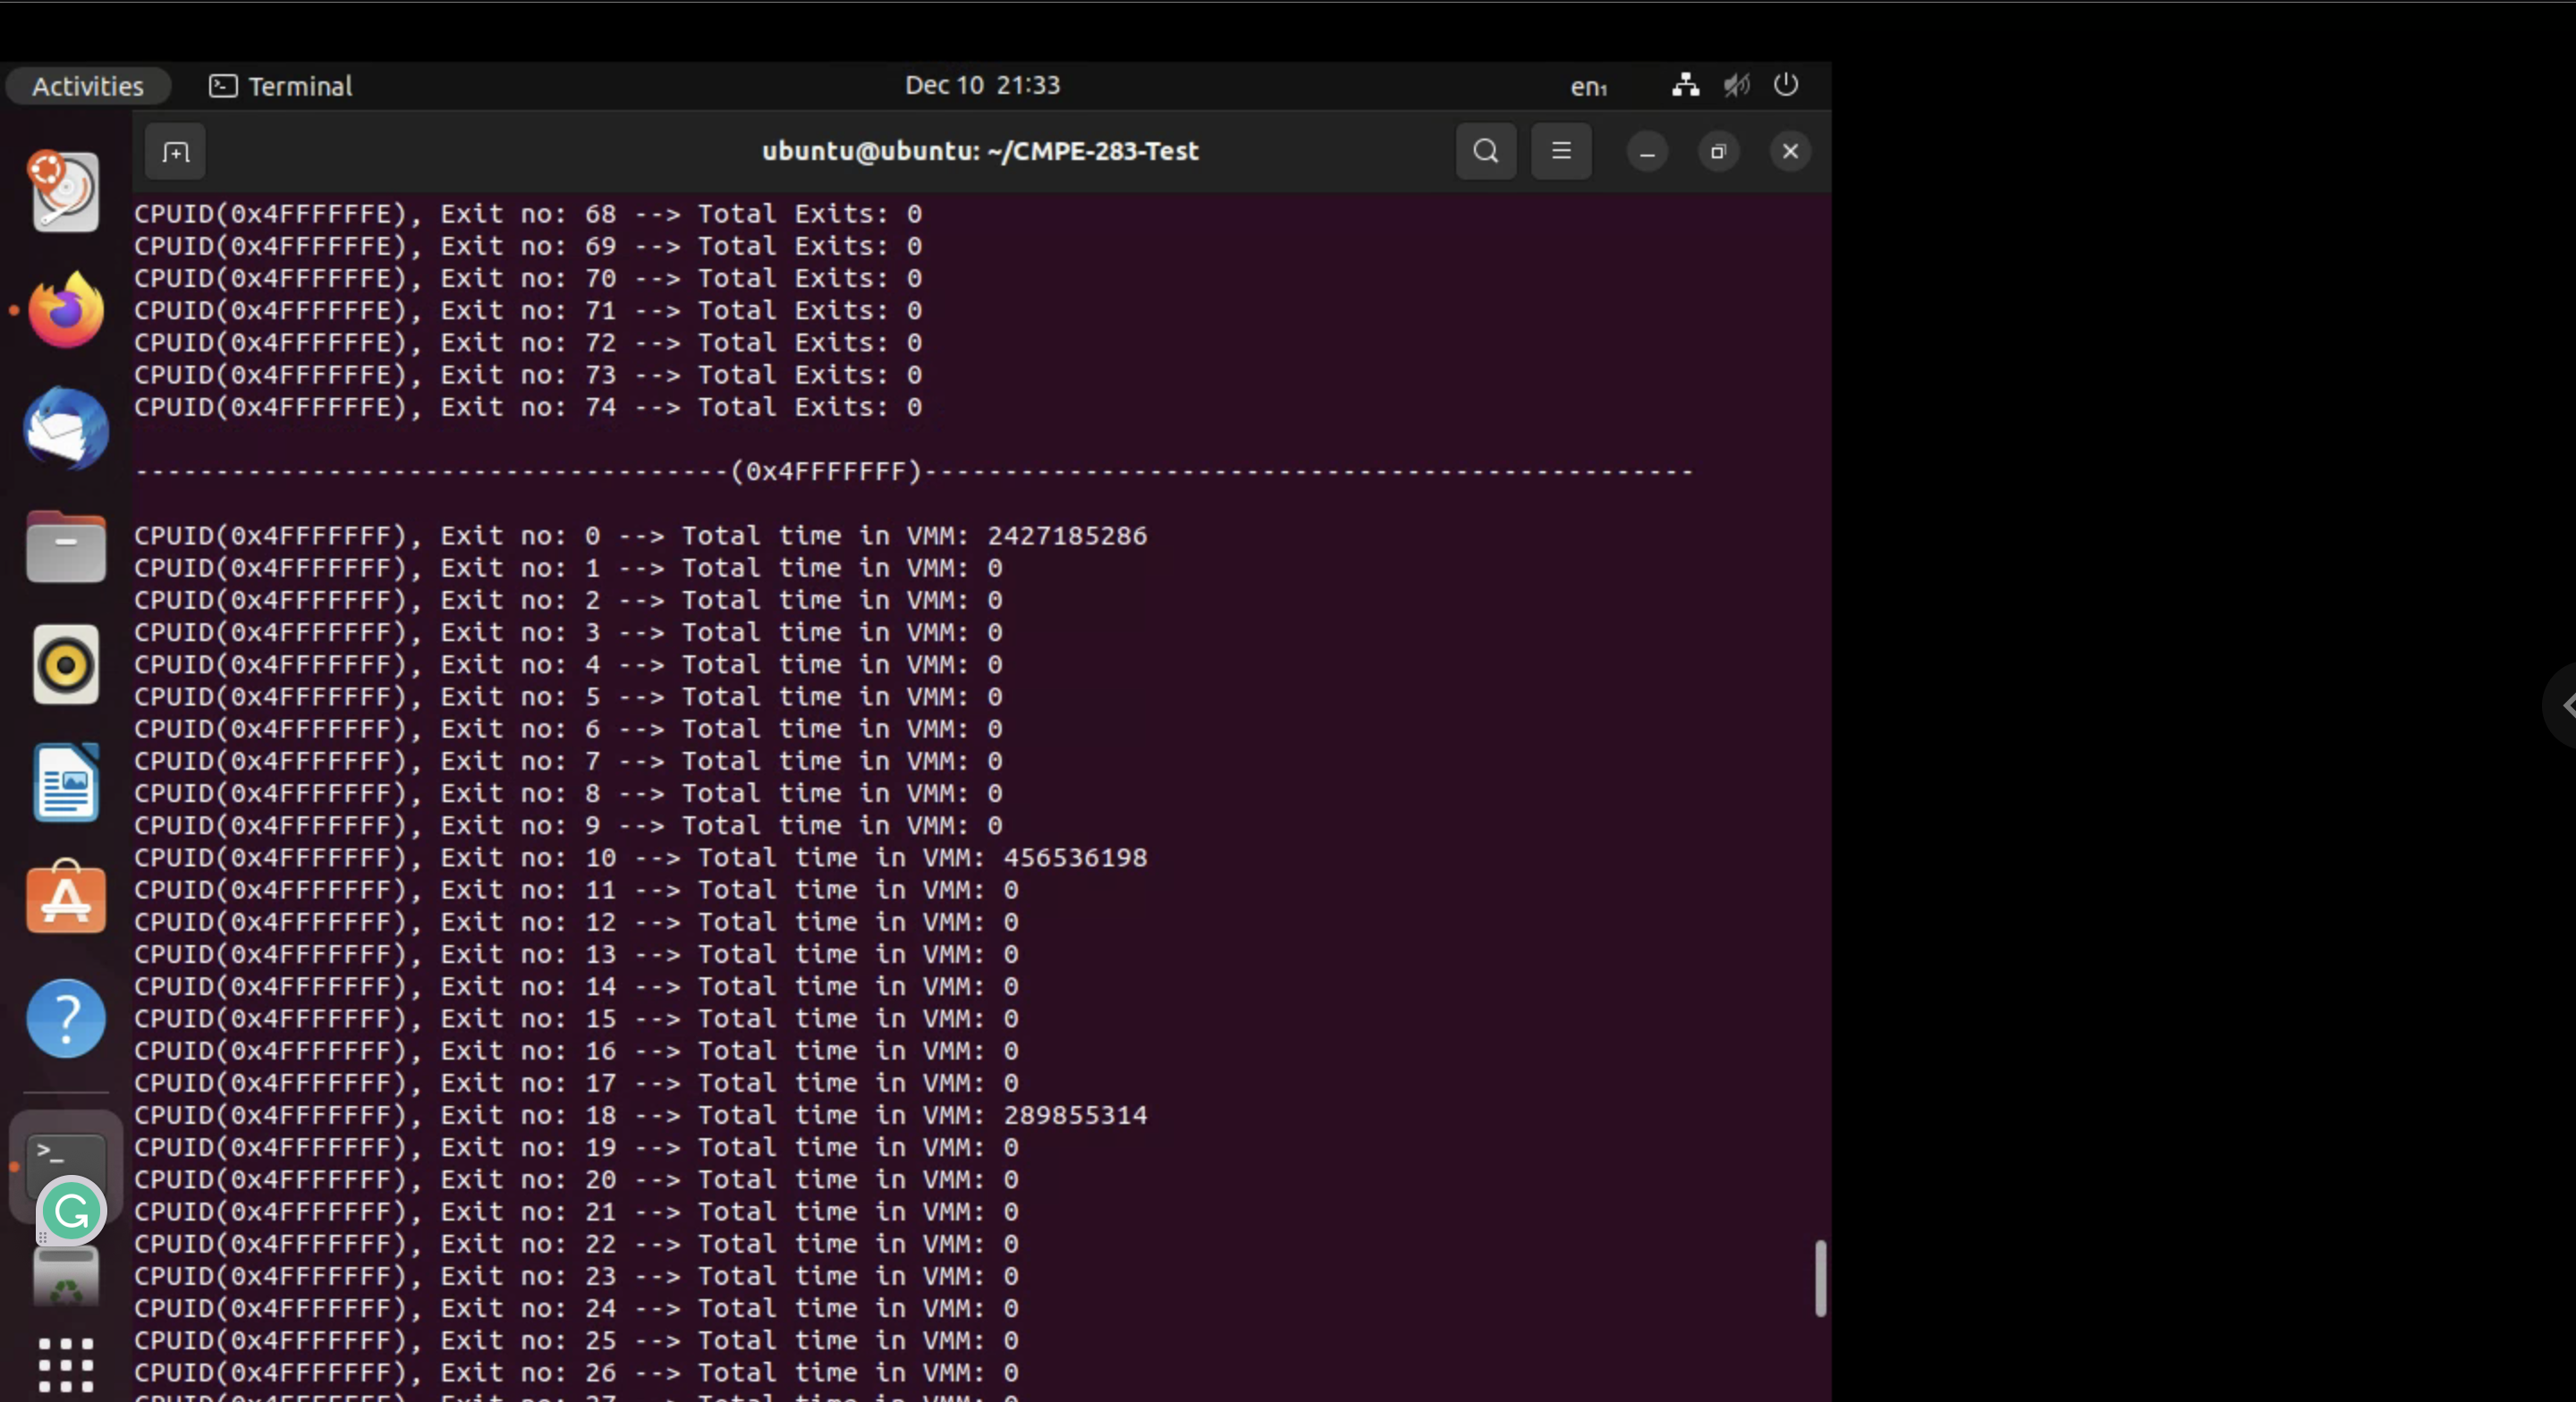 Activities Terminal Dec 10 21:33 en₁
ubuntu@ubuntu: ~/CMPE-283-Test
CPUID(0x4FFFFFFE), Exit no: 68 --> Total Exits: 0
CPUID(0x4FFFFFFE), Exit no: 69 --> Total Exits: 0
CPUID(0x4FFFFFFE), Exit no: 70 --> Total Exits: 0
CPUID(0x4FFFFFFE), Exit no: 71 --> Total Exits: 0
CPUID(0x4FFFFFFE), Exit no: 72 --> Total Exits: 0
CPUID(0x4FFFFFFE), Exit no: 73 --> Total Exits: 0
CPUID(0x4FFFFFFE), Exit no: 74 --> Total Exits: 0
-------------------------------------(0x4FFFFFFF)------------------------------------------------
CPUID(0x4FFFFFFF), Exit no: 0 --> Total time in VMM: 2427185286
CPUID(0x4FFFFFFF), Exit no: 1 --> Total time in VMM: 0
CPUID(0x4FFFFFFF), Exit no: 2 --> Total time in VMM: 0
CPUID(0x4FFFFFFF), Exit no: 3 --> Total time in VMM: 0
CPUID(0x4FFFFFFF), Exit no: 4 --> Total time in VMM: 0
CPUID(0x4FFFFFFF), Exit no: 5 --> Total time in VMM: 0
CPUID(0x4FFFFFFF), Exit no: 6 --> Total time in VMM: 0
CPUID(0x4FFFFFFF), Exit no: 7 --> Total time in VMM: 0
CPUID(0x4FFFFFFF), Exit no: 8 --> Total time in VMM: 0
CPUID(0x4FFFFFFF), Exit no: 9 --> Total time in VMM: 0
CPUID(0x4FFFFFFF), Exit no: 10 --> Total time in VMM: 456536198
CPUID(0x4FFFFFFF), Exit no: 11 --> Total time in VMM: 0
CPUID(0x4FFFFFFF), Exit no: 12 --> Total time in VMM: 0
CPUID(0x4FFFFFFF), Exit no: 13 --> Total time in VMM: 0
CPUID(0x4FFFFFFF), Exit no: 14 --> Total time in VMM: 0
CPUID(0x4FFFFFFF), Exit no: 15 --> Total time in VMM: 0
CPUID(0x4FFFFFFF), Exit no: 16 --> Total time in VMM: 0
CPUID(0x4FFFFFFF), Exit no: 17 --> Total time in VMM: 0
CPUID(0x4FFFFFFF), Exit no: 18 --> Total time in VMM: 289855314
CPUID(0x4FFFFFFF), Exit no: 19 --> Total time in VMM: 0
CPUID(0x4FFFFFFF), Exit no: 20 --> Total time in VMM: 0
CPUID(0x4FFFFFFF), Exit no: 21 --> Total time in VMM: 0
CPUID(0x4FFFFFFF), Exit no: 22 --> Total time in VMM: 0
CPUID(0x4FFFFFFF), Exit no: 23 --> Total time in VMM: 0
CPUID(0x4FFFFFFF), Exit no: 24 --> Total time in VMM: 0
CPUID(0x4FFFFFFF), Exit no: 25 --> Total time in VMM: 0
CPUID(0x4FFFFFFF), Exit no: 26 --> Total time in VMM: 0